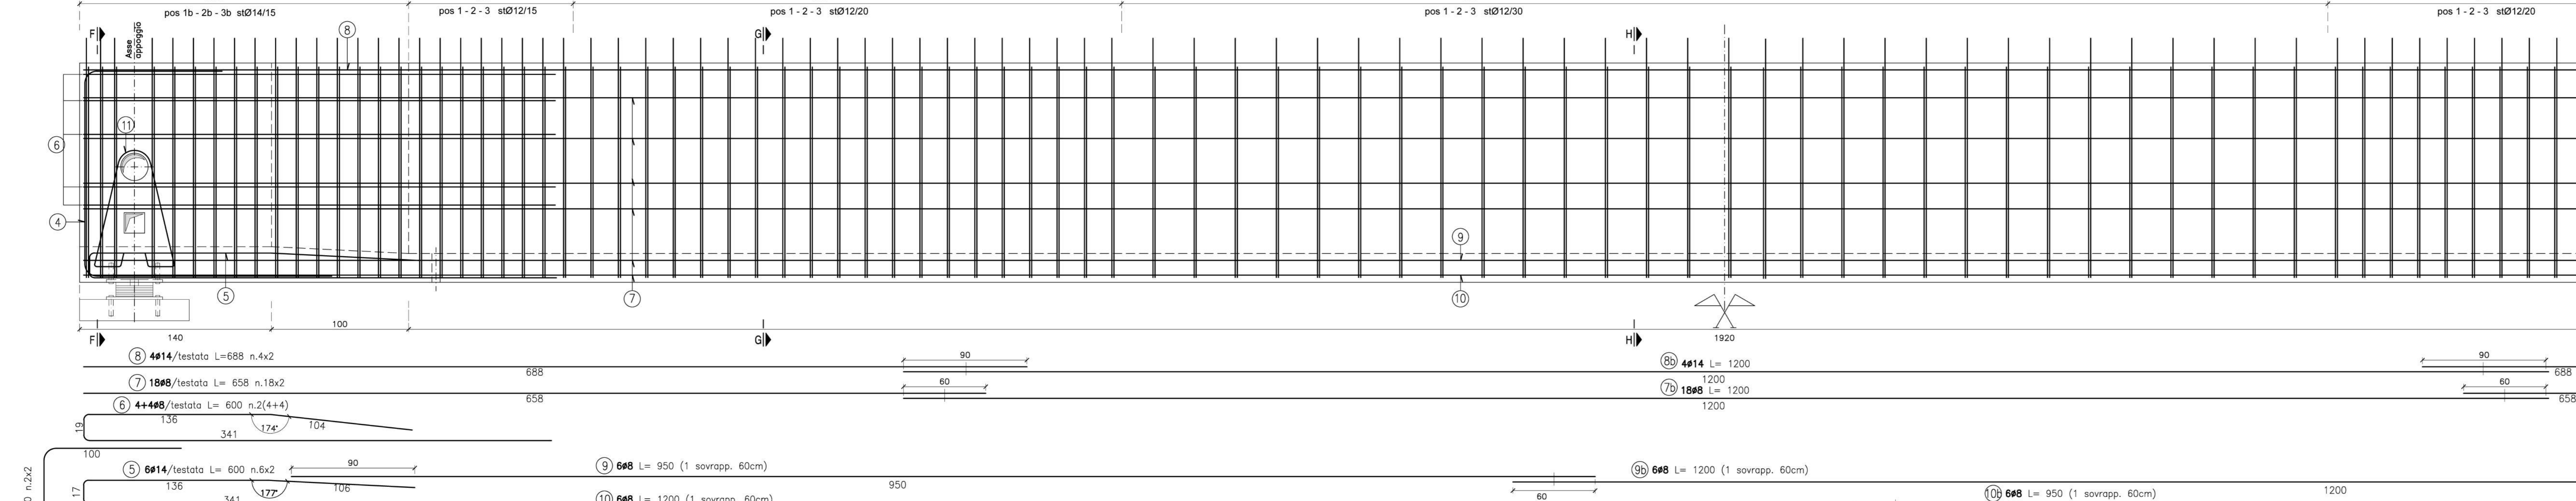 pos 1b - 2b - 3b stØ14/15
pos 1 - 2 - 3 stØ12/15
pos 1 - 2 - 3 stØ12/20
pos 1 - 2 - 3 stØ12/30
pos 1 - 2 - 3 stØ12/20
F
Asse
appoggio
8
G
H
11
6
4
9
5
7
10
140
100
1920
F
G
H
8 4ø14/testata L=688 n.4x2
688
90
8b 4ø14 L= 1200
1200
90
688
7 18ø8/testata L= 658 n.18x2
658
60
7b 18ø8 L= 1200
1200
60
658
6 4+4ø8/testata L= 600 n.2(4+4)
136
19
174°
104
341
100
5 6ø14/testata L= 600 n.6x2
90
136
17
177°
106
341
9 6ø8 L= 950 (1 sovrapp. 60cm)
950
60
9b 6ø8 L= 1200 (1 sovrapp. 60cm)
1200
10 6ø8 L= 1200 (1 sovrapp. 60cm)
10b 6ø8 L= 950 (1 sovrapp. 60cm)
n.2x2